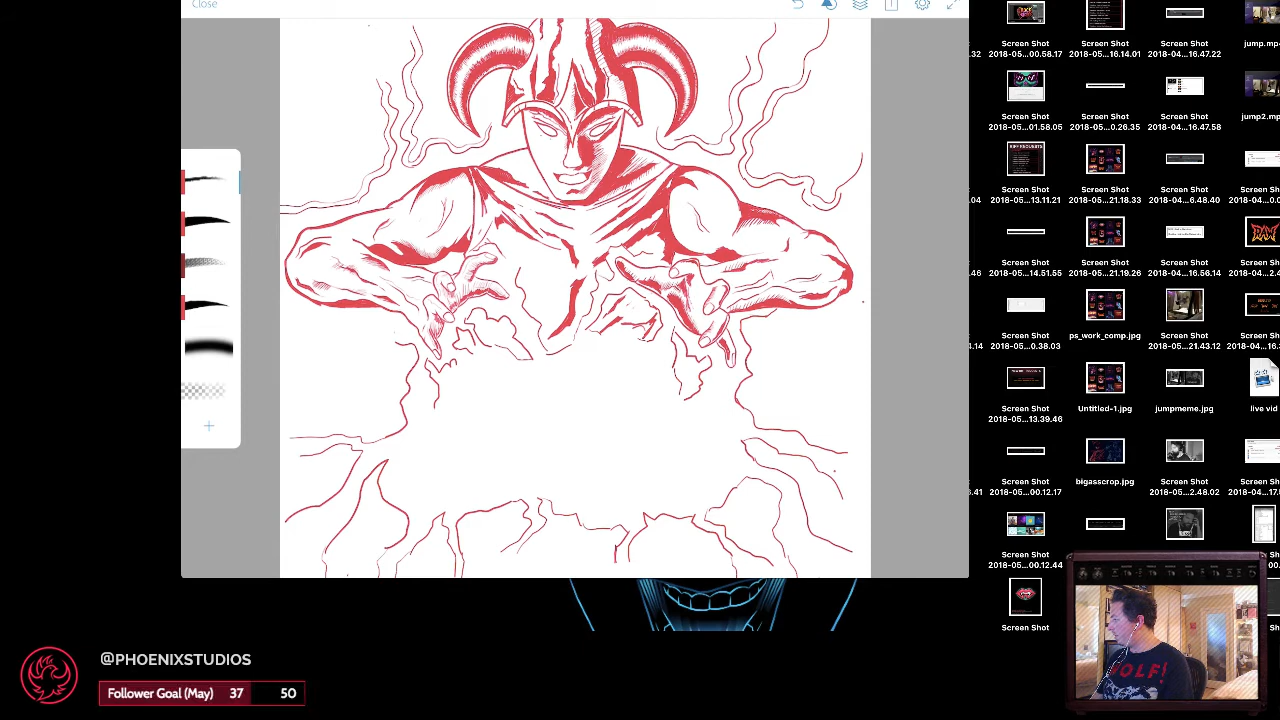 Close
Screen Shot
2018-05...00.58.17
Screen Shot
2018-05...16.14.01
Screen Shot
2018-04...16.47.22
jump.mp
Screen Shot
2018-05...01.58.05
Screen Shot
2018-05...0.26.35
Screen Shot
2018-04...16.47.58
jump2.mp
Screen Shot
2018-05...13.11.21
Screen Shot
2018-05...21.18.33
Screen Shot
2018-04...6.48.40
Screen Shot
2018-05...14.51.55
Screen Shot
2018-05...21.19.26
Screen Shot
2018-04...16.56.14
Screen Shot
2018-05...0.38.03
ps_work_comp.jpg
Screen Shot
2018-05...21.43.12
Screen Shot
Screen Shot
2018-05...13.39.46
Untitled-1.jpg
jumpmeme.jpg
live vid
Screen Shot
2018-05...00.12.17
bigasscrop.jpg
Screen Shot
2018-05...2.48.02
Screen Shot
Screen Shot
2018-05...00.12.44
Screen Shot
WOLF!
@PHOENIXSTUDIOS
Follower Goal (May) 37 50